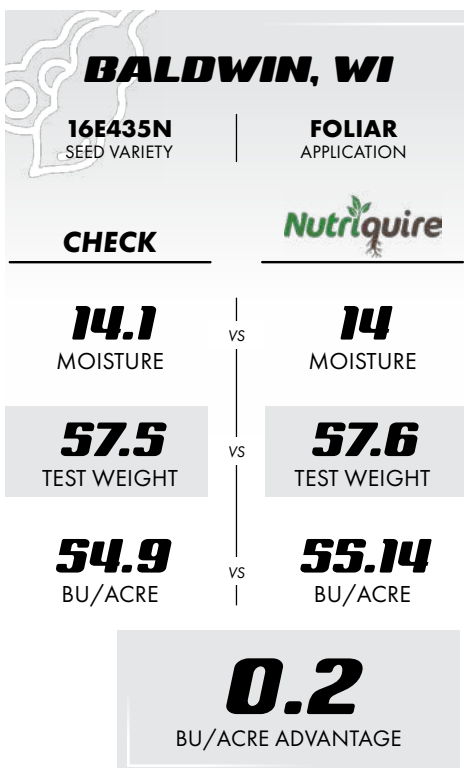 BALDWIN, WI
16E435N
SEED VARIETY
FOLIAR
APPLICATION
CHECK
Nutriquire
14.1
MOISTURE
vs
14
MOISTURE
57.5
TEST WEIGHT
vs
57.6
TEST WEIGHT
54.9
BU/ACRE
vs
55.14
BU/ACRE
0.2
BU/ACRE ADVANTAGE